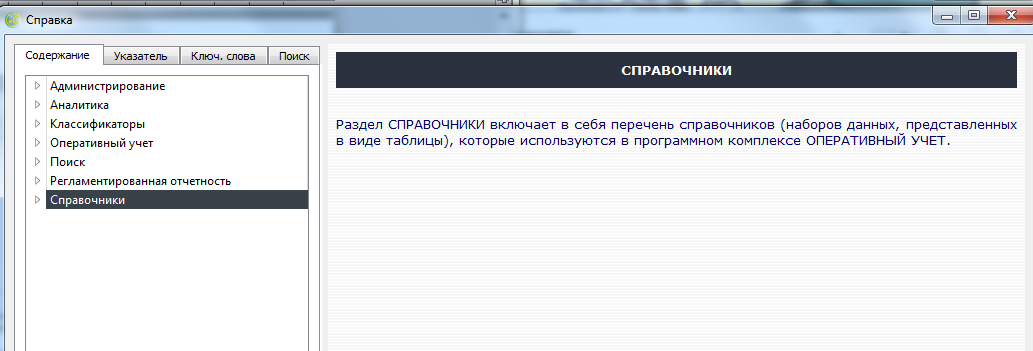 Справка
Содержание
Указатель
Ключ. слова
Поиск
Администрирование
Аналитика
Классификаторы
Оперативный учет
Поиск
Регламентированная отчетность
Справочники
СПРАВОЧНИКИ
Раздел СПРАВОЧНИКИ включает в себя перечень справочников (наборов данных, представленных
в виде таблицы), которые используются в программном комплексе ОПЕРАТИВНЫЙ УЧЕТ.